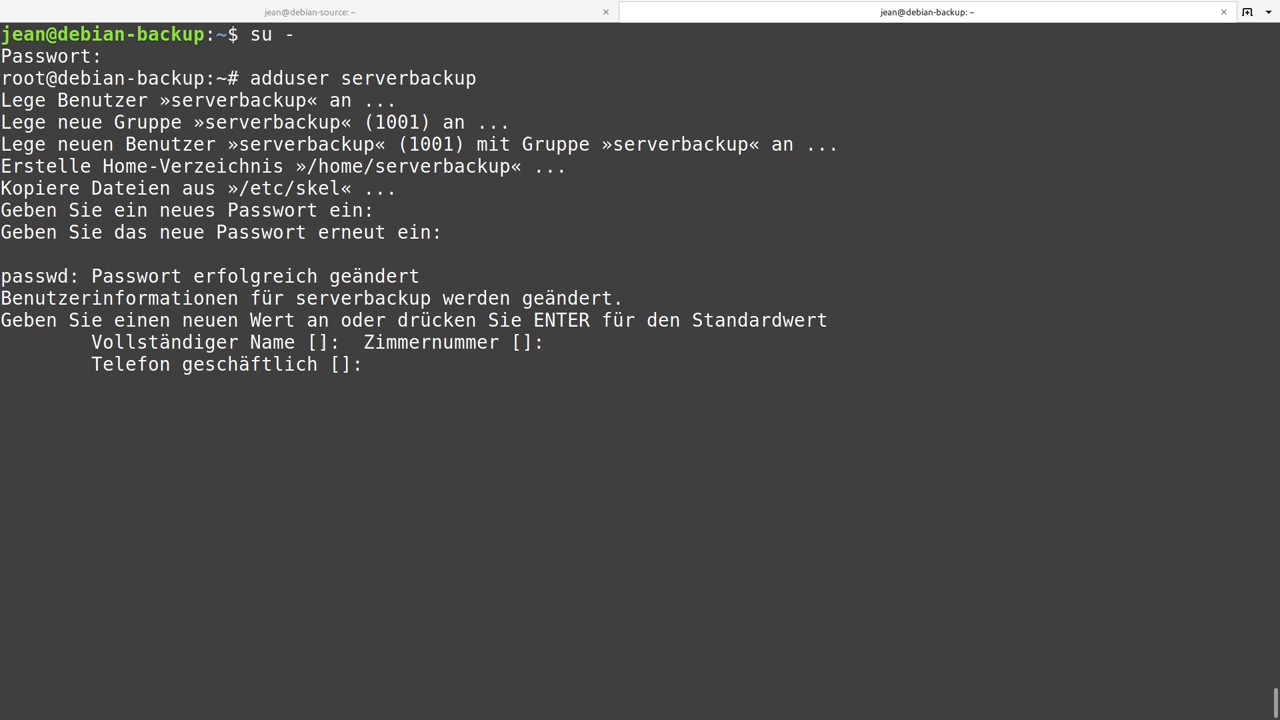 jean@debian-source: ~
jean@debian-backup: ~
jean@debian-backup:~$ su -
Passwort:
root@debian-backup:~# adduser serverbackup
Lege Benutzer »serverbackup« an ...
Lege neue Gruppe »serverbackup« (1001) an ...
Lege neuen Benutzer »serverbackup« (1001) mit Gruppe »serverbackup« an ...
Erstelle Home-Verzeichnis »/home/serverbackup« ...
Kopiere Dateien aus »/etc/skel« ...
Geben Sie ein neues Passwort ein:
Geben Sie das neue Passwort erneut ein:
passwd: Passwort erfolgreich geändert
Benutzerinformationen für serverbackup werden geändert.
Geben Sie einen neuen Wert an oder drücken Sie ENTER für den Standardwert
        Vollständiger Name []:  Zimmernummer []:
        Telefon geschäftlich []: